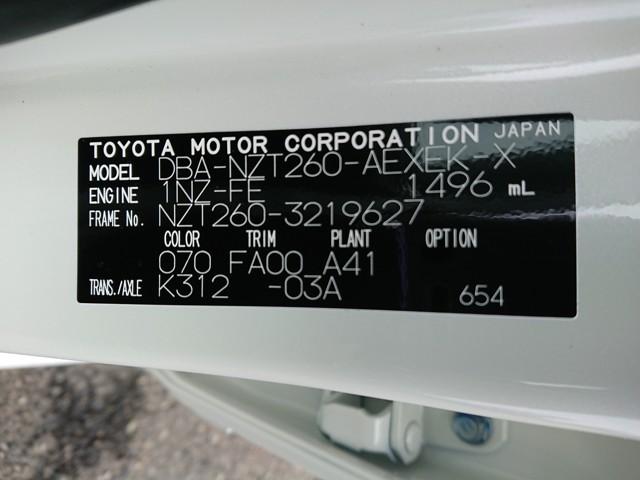 TOYOTA MOTOR CORPORATION JAPAN
MODEL DBA-NZT260-AEXEK-X
ENGINE 1NZ-FE 1496 mL
FRAME No. NZT260-3219627
COLOR TRIM PLANT OPTION
070 FA00 A41
TRANS./AXLE K312 -03A 654